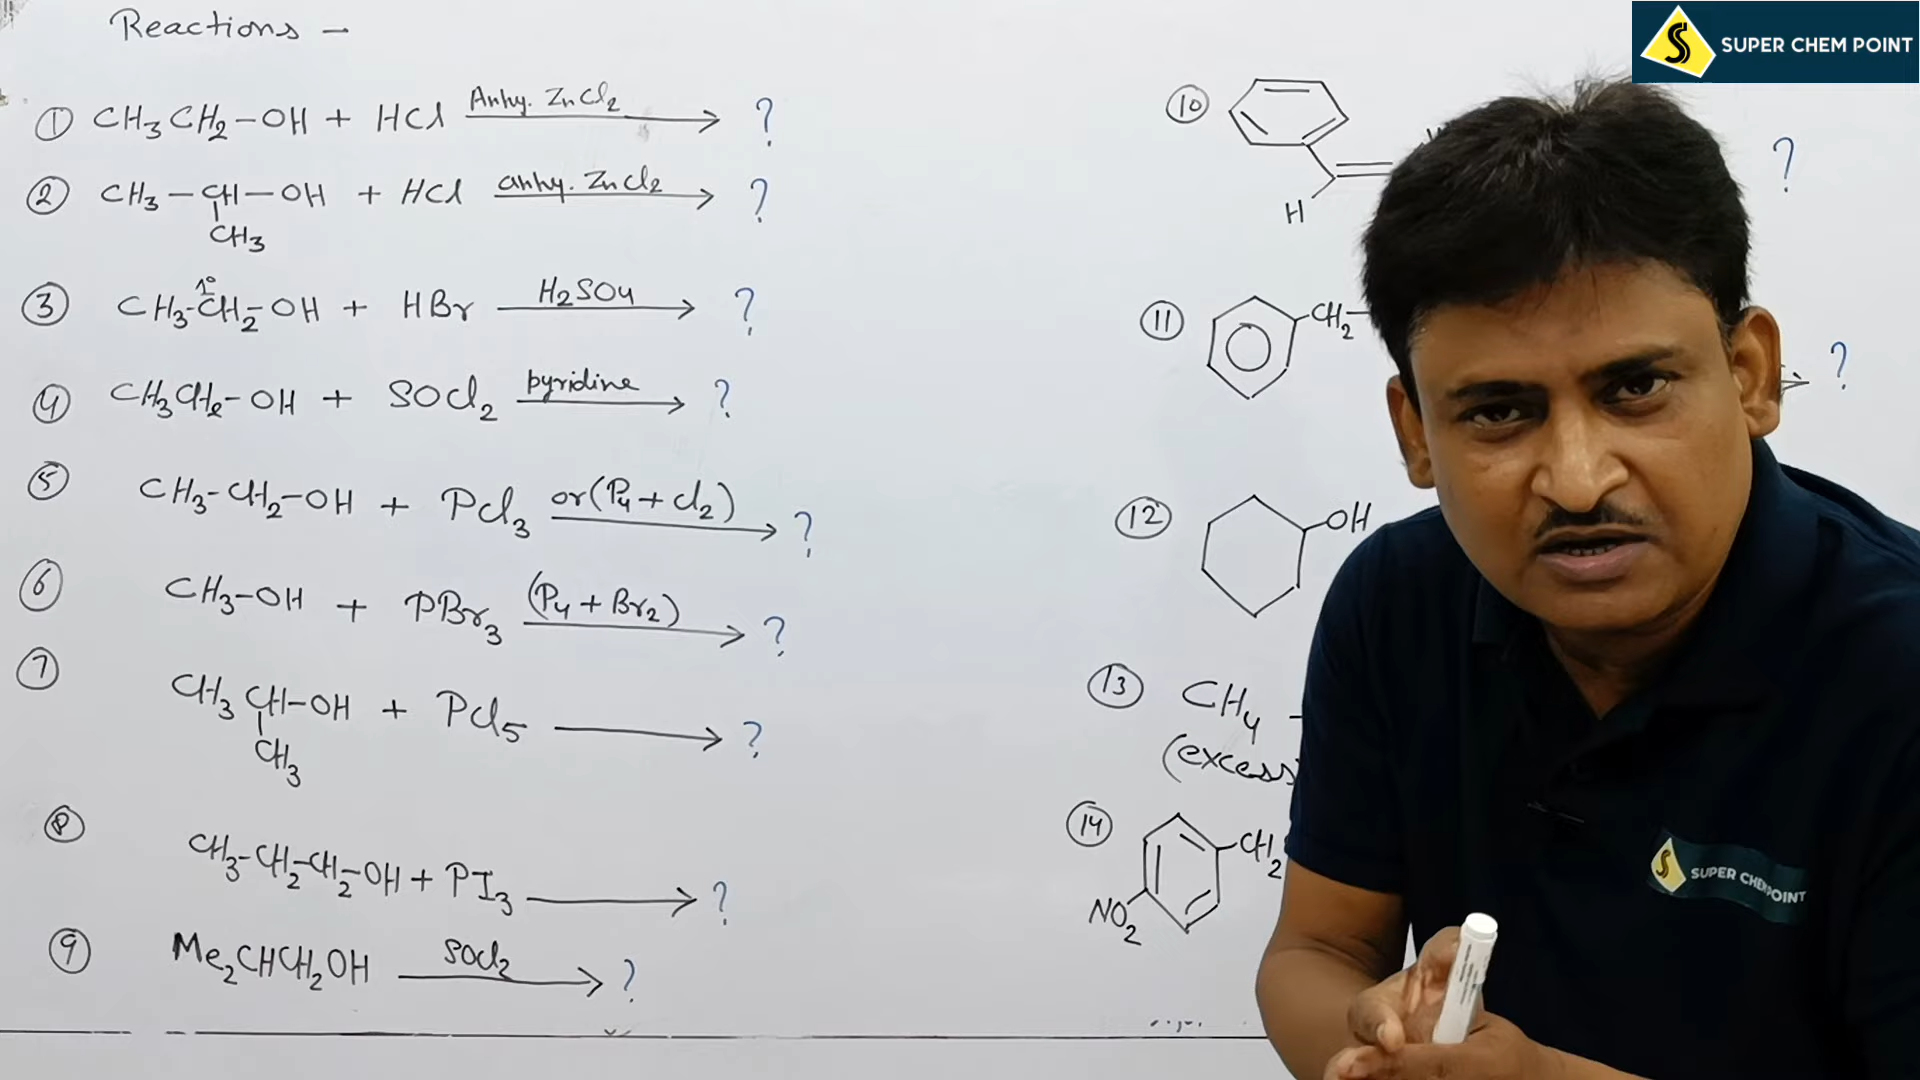 Reactions –
① CH3CH2–OH + HCl Anhy. ZnCl2 → ?
② CH3–CH–OH + HCl anhy. ZnCl2 → ?
CH3
1°
③ CH3-CH2-OH + HBr H2SO4 → ?
④ CH3CH2-OH + SOCl2 pyridine → ?
⑤ CH3-CH2-OH + PCl3 or (P4 + Cl2) → ?
⑥ CH3-OH + PBr3 (P4 + Br2) → ?
⑦ CH3CH-OH + PCl5 → ?
CH3
⑧ CH3-CH2-CH2-OH + PI3 → ?
⑨ Me2CHCH2OH SOCl2 → ?
⑩ ?
H
⑪ CH2– → ?
⑫ OH
⑬ CH4
(excess)
⑭ CH2
NO2
SUPER CHEM POINT
SUPER CHEM POINT